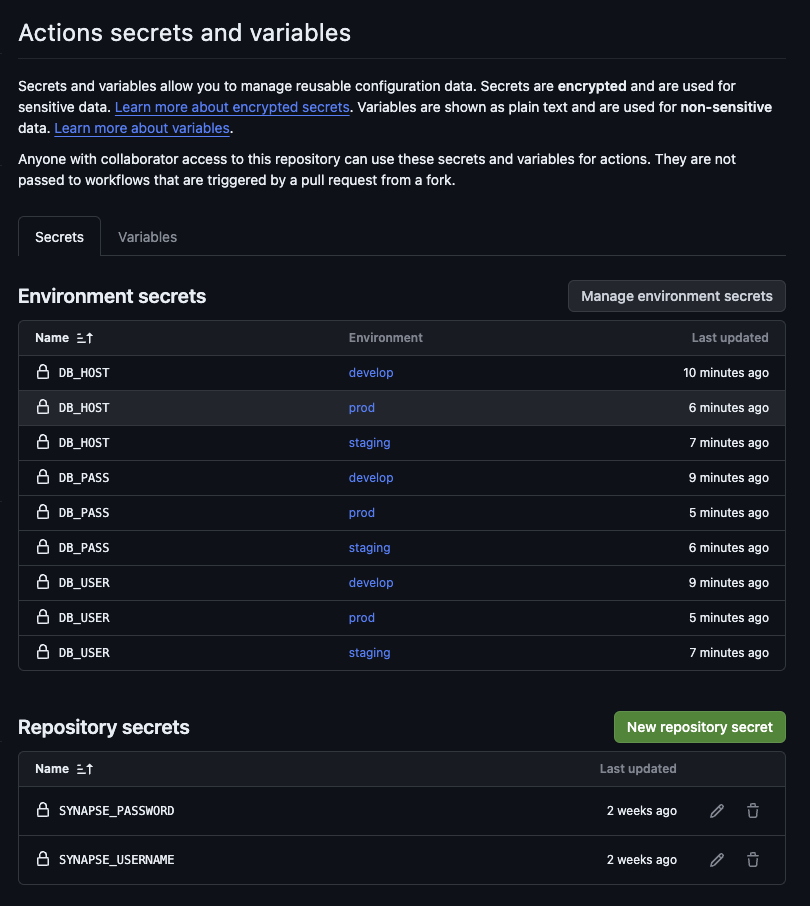 Actions secrets and variables
Secrets and variables allow you to manage reusable configuration data. Secrets are encrypted and are used for
sensitive data. Learn more about encrypted secrets. Variables are shown as plain text and are used for non-sensitive
data. Learn more about variables.
Anyone with collaborator access to this repository can use these secrets and variables for actions. They are not
passed to workflows that are triggered by a pull request from a fork.
Secrets Variables
Environment secrets Manage environment secrets
Name Environment Last updated
DB_HOST develop 10 minutes ago
DB_HOST prod 6 minutes ago
DB_HOST staging 7 minutes ago
DB_PASS develop 9 minutes ago
DB_PASS prod 5 minutes ago
DB_PASS staging 6 minutes ago
DB_USER develop 9 minutes ago
DB_USER prod 5 minutes ago
DB_USER staging 7 minutes ago
Repository secrets New repository secret
Name Last updated
SYNAPSE_PASSWORD 2 weeks ago
SYNAPSE_USERNAME 2 weeks ago